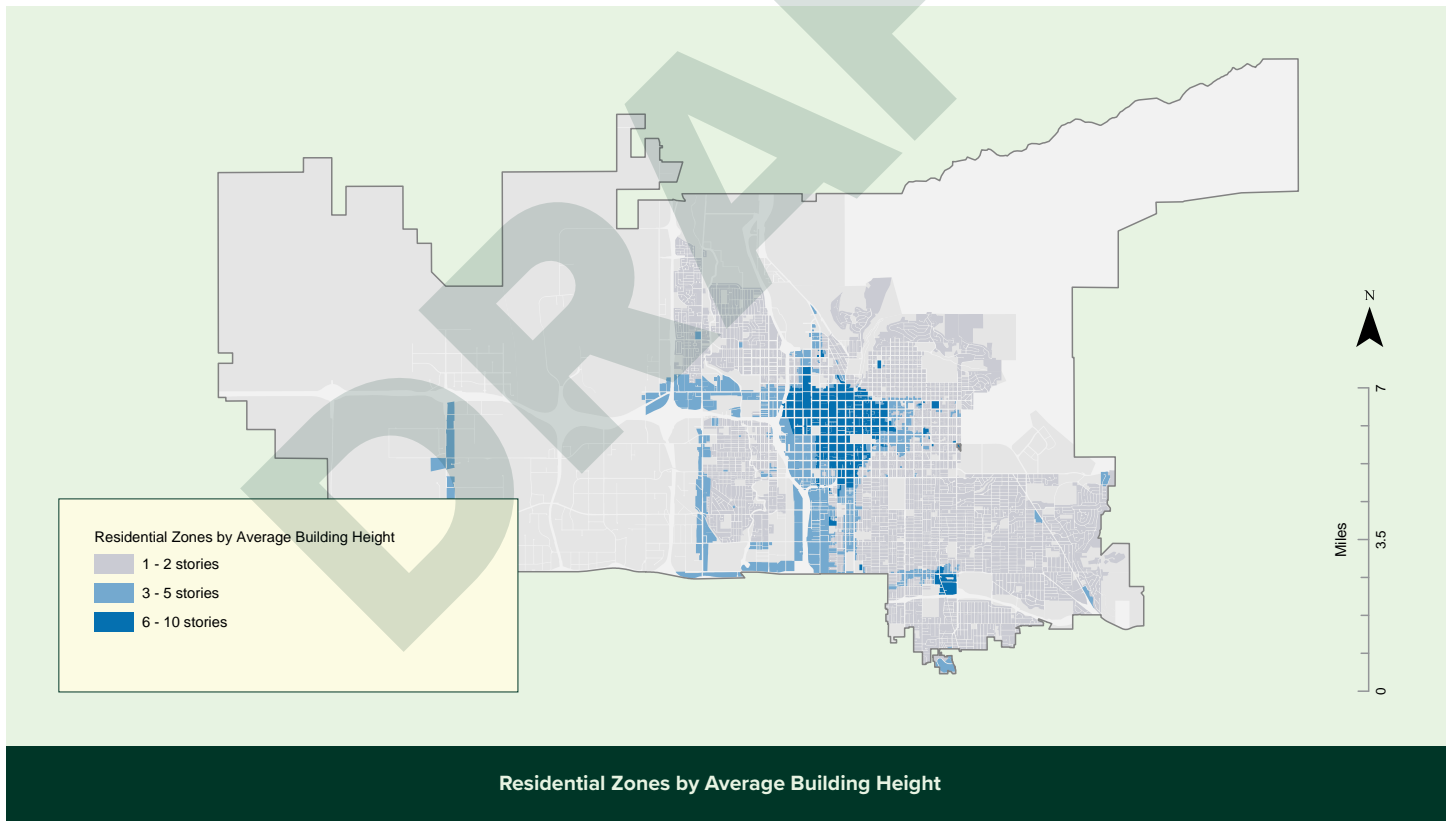 DRAF
N
7
3.5
Miles
0
Residential Zones by Average Building Height
1 - 2 stories
3 - 5 stories
6 - 10 stories
Residential Zones by Average Building Height